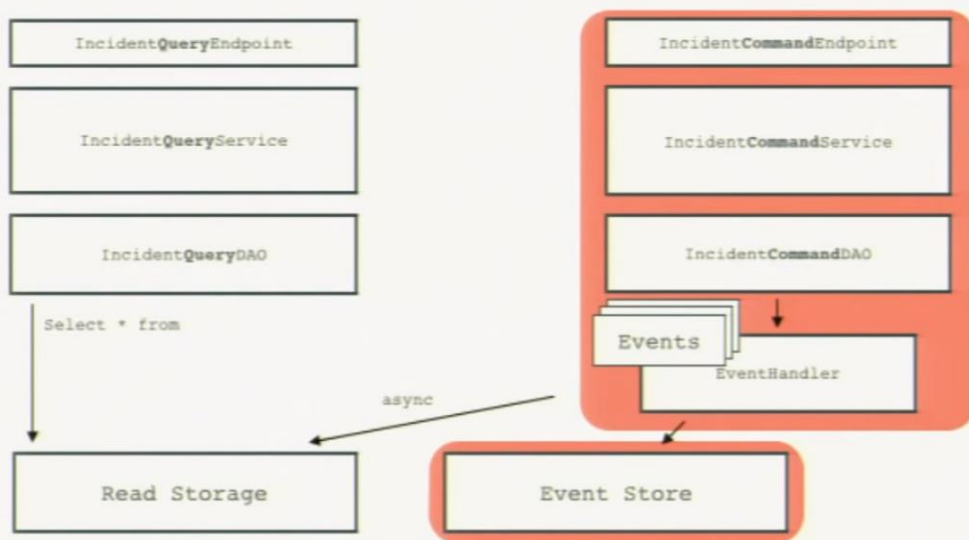 IncidentQueryEndpoint
IncidentCommandEndpoint
IncidentQueryService
IncidentCommandService
IncidentQueryDAO
IncidentCommandDAO
Select * from
Events
EventHandler
async
Read Storage
Event Store